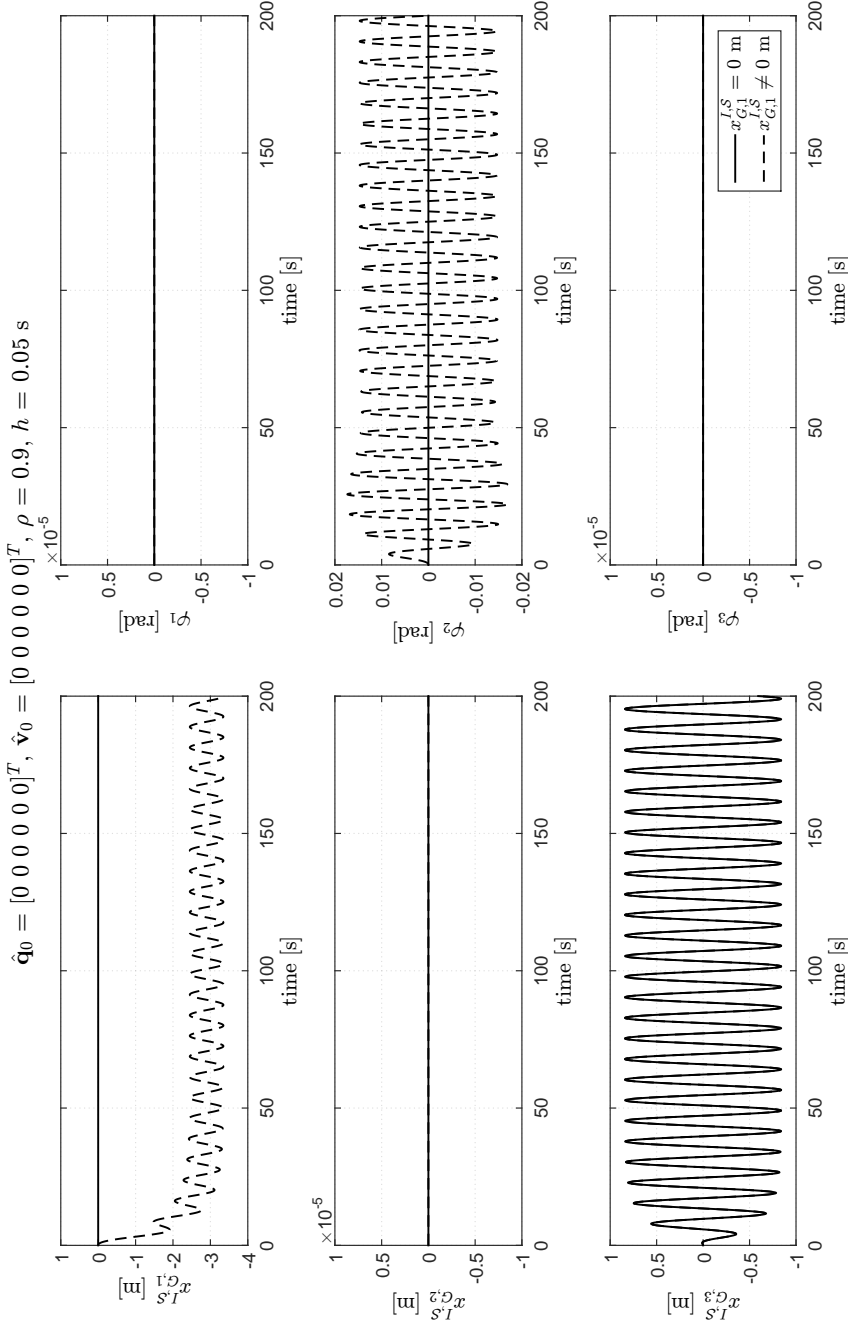 q̂₀ = [0 0 0 0 0 0]ᵀ, v̂₀ = [0 0 0 0 0 0]ᵀ, ρ = 0.9, h = 0.05 s
x_{G,1}^{I,S} [m]
1
0
-1
-2
-3
-4
0 50 100 150 200
time [s]
φ₁ [rad]
×10⁻⁵
1
0.5
0
-0.5
-1
0 50 100 150 200
time [s]
x_{G,2}^{I,S} [m]
×10⁻⁵
1
0.5
0
-0.5
-1
0 50 100 150 200
time [s]
φ₂ [rad]
0.02
0.01
0
-0.01
-0.02
0 50 100 150 200
time [s]
x_{G,3}^{I,S} [m]
1
0.5
0
-0.5
-1
0 50 100 150 200
time [s]
φ₃ [rad]
×10⁻⁵
1
0.5
0
-0.5
-1
0 50 100 150 200
time [s]
x_{G,1}^{I,S} = 0 m
x_{G,1}^{I,S} ≠ 0 m